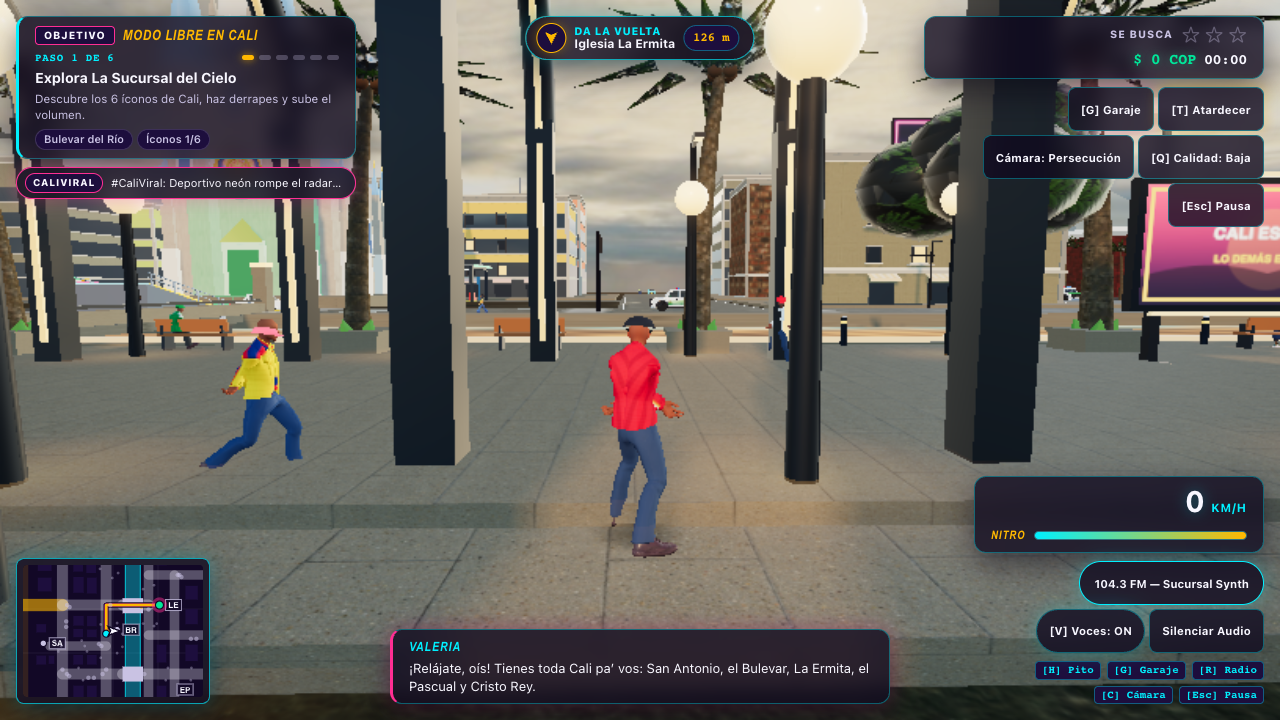 OBJETIVO MODO LIBRE EN CALI
PASO 1 DE 6
Explora La Sucursal del Cielo
Descubre los 6 íconos de Cali, haz derrapes y sube el
volumen.
Bulevar del Río Íconos 1/6
CALIVIRAL #CaliViral: Deportivo neón rompe el radar...
DA LA VUELTA
Iglesia La Ermita
126 m
SE BUSCA
$ 0 COP 00:00
[G] Garaje
[T] Atardecer
Cámara: Persecución
[Q] Calidad: Baja
[Esc] Pausa
CALI ES
LO DEMÁS E
0 KM/H
NITRO
104.3 FM — Sucursal Synth
[V] Voces: ON
Silenciar Audio
[H] Pito [G] Garaje [R] Radio
[C] Cámara [Esc] Pausa
LE
BR
SA
EP
VALERIA
¡Relájate, oís! Tienes toda Cali pa' vos: San Antonio, el Bulevar, La Ermita, el
Pascual y Cristo Rey.